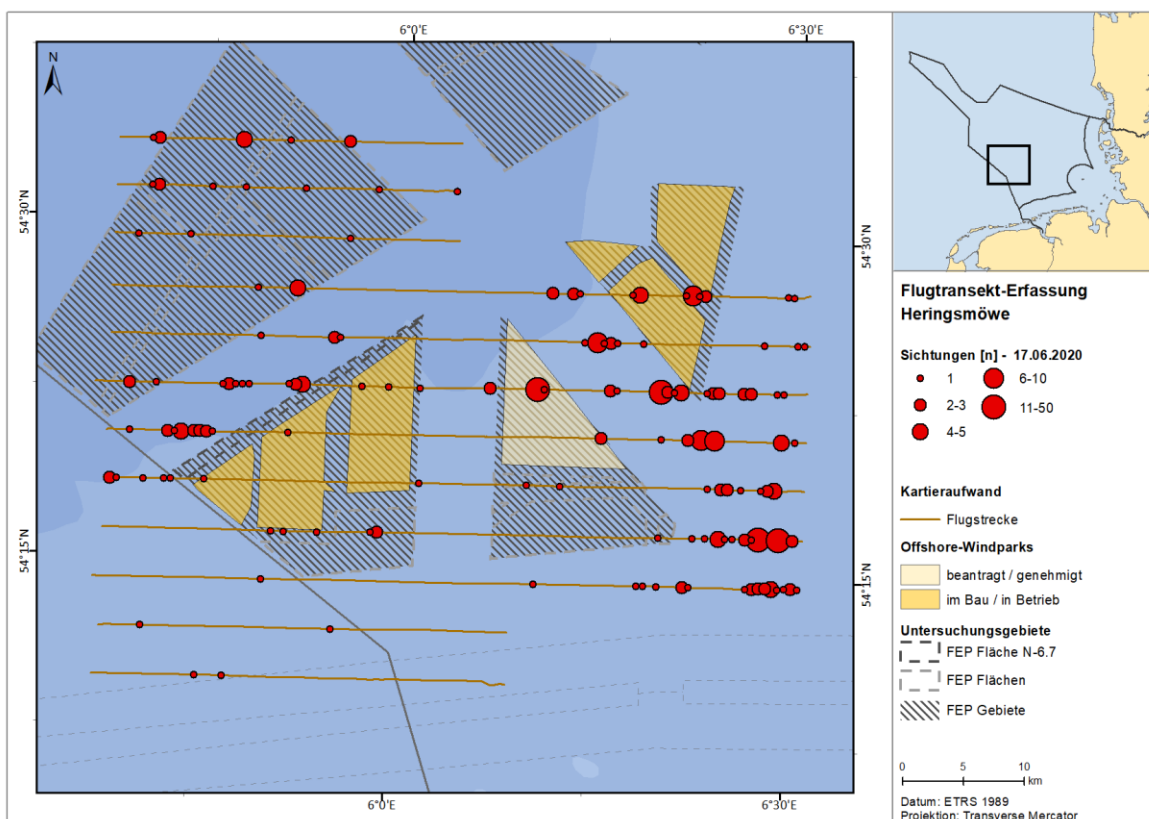 6°0'E
6°30'E
N
54°30'N
54°30'N
54°15'N
54°15'N
6°0'E
6°30'E
Flugtransekt-Erfassung
Heringsmöwe
Sichtungen [n] - 17.06.2020
1
6-10
2-3
11-50
4-5
Kartieraufwand
Flugstrecke
Offshore-Windparks
beantragt / genehmigt
im Bau / in Betrieb
Untersuchungsgebiete
FEP Fläche N-6.7
FEP Flächen
FEP Gebiete
0 5 10
km
Datum: ETRS 1989
Projektion: Transverse Mercator